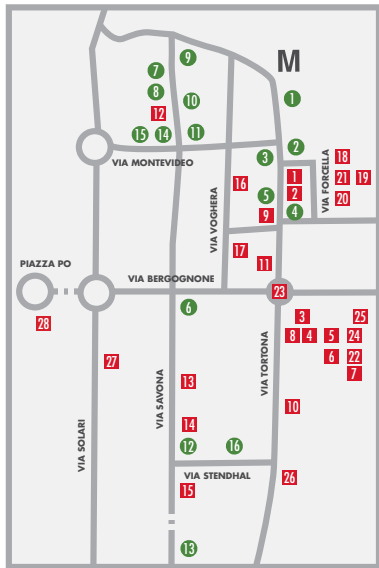 9
M
7
8
10
1
12
15 14 11
2
VIA MONTEVIDEO
3
18
1
21 19
VIA FORCELLA
16
5
2
20
VIA VOGHERA
9
4
17
11
PIAZZA PO
VIA BERGOGNONE
23
28
6
3
25
8 4 5 24
6 22
7
27
VIA TORTONA
13
VIA SAVONA
10
14
VIA SOLARI
12
16
VIA STENDHAL
26
15
13